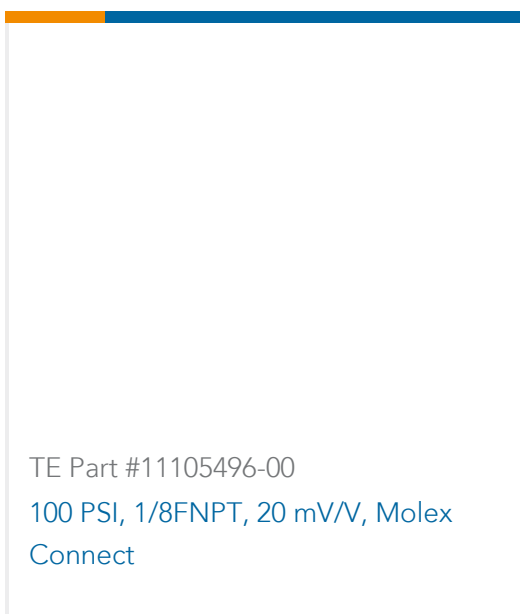 TE Part #11105496-00
100 PSI, 1/8FNPT, 20 mV/V, Molex
Connect